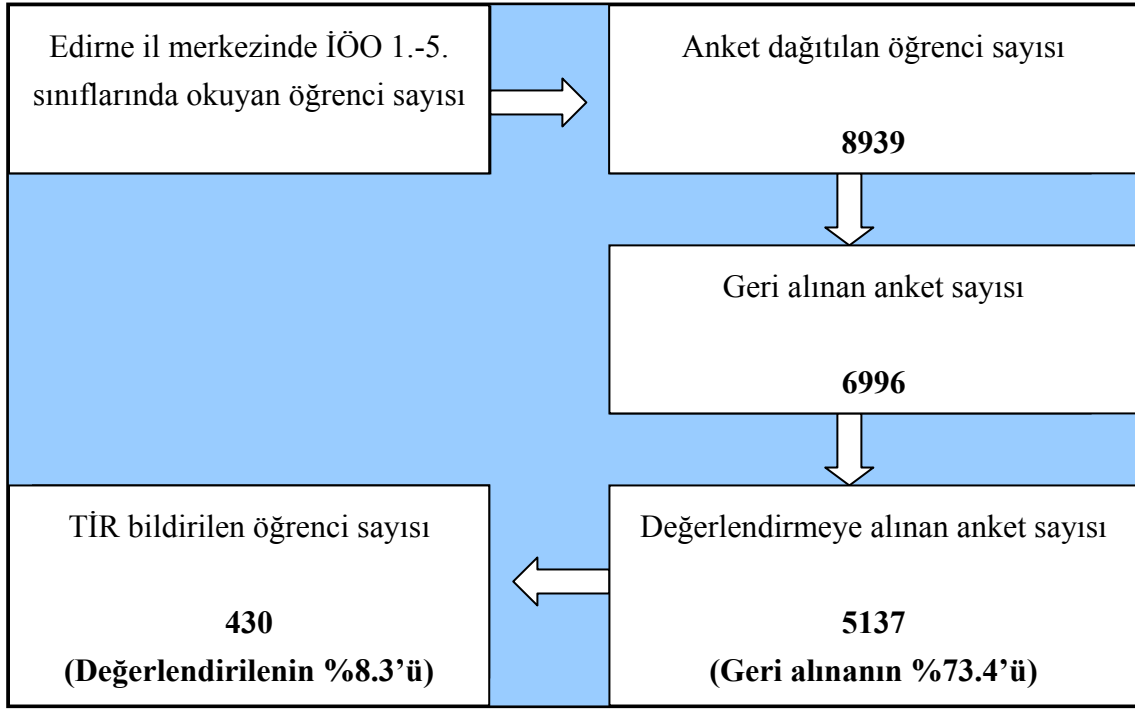 Edirne il merkezinde İÖO 1.-5.
sınıflarında okuyan öğrenci sayısı
Anket dağıtılan öğrenci sayısı
8939
Geri alınan anket sayısı
6996
Değerlendirmeye alınan anket sayısı
5137
(Geri alınanın %73.4’ü)
TİR bildirilen öğrenci sayısı
430
(Değerlendirilenin %8.3’ü)